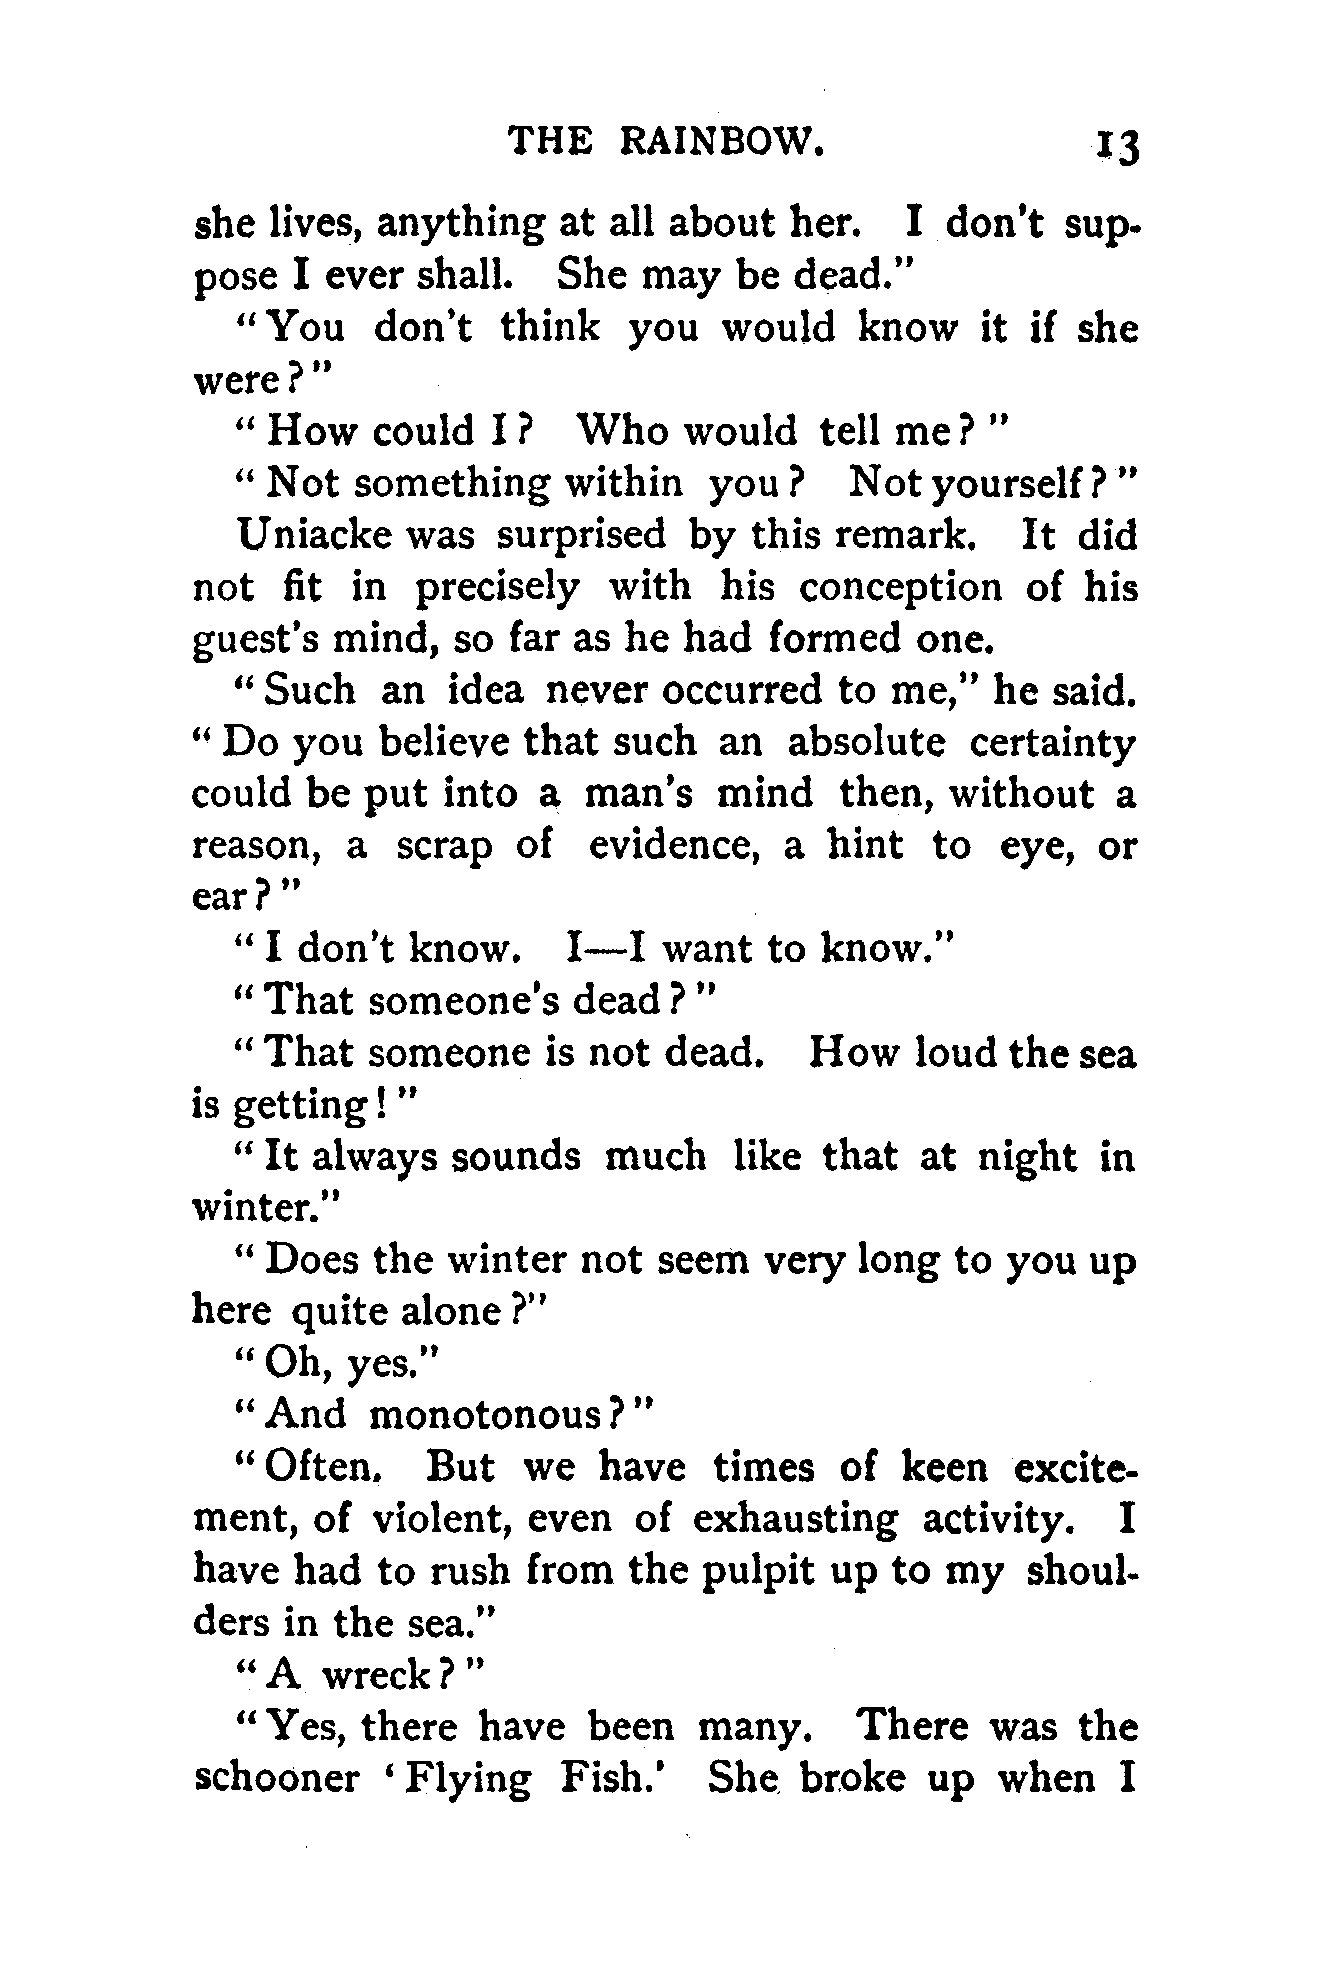 THE RAINBOW. 13
she lives, anything at all about her. I don't sup-
pose I ever shall. She may be dead."
"You don't think you would know it if she
were?"
"How could I? Who would tell me?"
"Not something within you? Not yourself?"
Uniacke was surprised by this remark. It did
not fit in precisely with his conception of his
guest's mind, so far as he had formed one.
"Such an idea never occurred to me," he said.
"Do you believe that such an absolute certainty
could be put into a man's mind then, without a
reason, a scrap of evidence, a hint to eye, or
ear?"
"I don't know. I—I want to know."
"That someone's dead?"
"That someone is not dead. How loud the sea
is getting!"
"It always sounds much like that at night in
winter."
"Does the winter not seem very long to you up
here quite alone?"
"Oh, yes."
"And monotonous?"
"Often. But we have times of keen excite-
ment, of violent, even of exhausting activity. I
have had to rush from the pulpit up to my shoul-
ders in the sea."
"A wreck?"
"Yes, there have been many. There was the
schooner 'Flying Fish.' She broke up when I